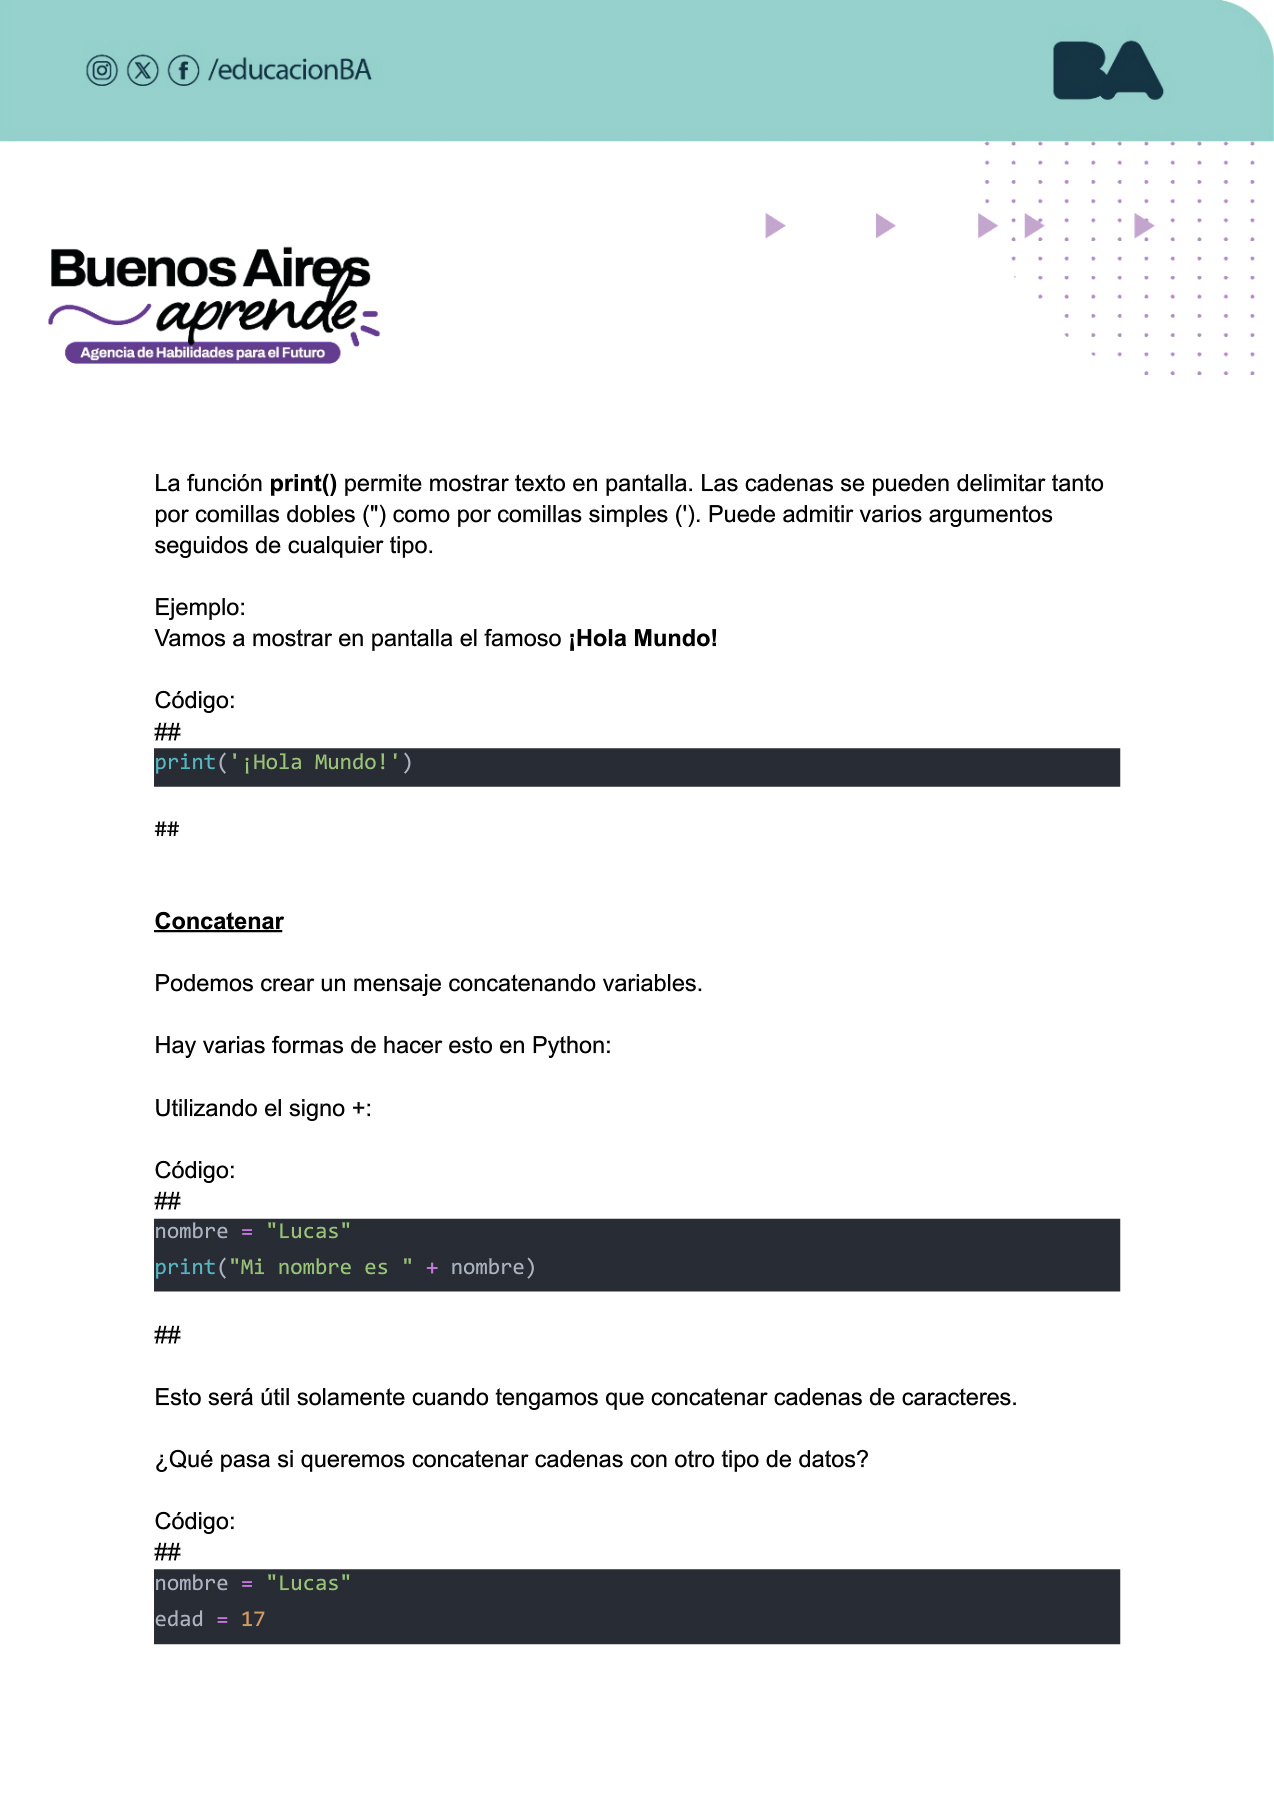 /educacionBA
BA
Buenos Aires
aprende
Agencia de Habilidades para el Futuro
La función print() permite mostrar texto en pantalla. Las cadenas se pueden delimitar tanto
por comillas dobles (") como por comillas simples ('). Puede admitir varios argumentos
seguidos de cualquier tipo.
Ejemplo:
Vamos a mostrar en pantalla el famoso ¡Hola Mundo!
Código:
##
print('¡Hola Mundo!')
##
Concatenar
Podemos crear un mensaje concatenando variables.
Hay varias formas de hacer esto en Python:
Utilizando el signo +:
Código:
##
nombre = "Lucas"
print("Mi nombre es " + nombre)
##
Esto será útil solamente cuando tengamos que concatenar cadenas de caracteres.
¿Qué pasa si queremos concatenar cadenas con otro tipo de datos?
Código:
##
nombre = "Lucas"
edad = 17